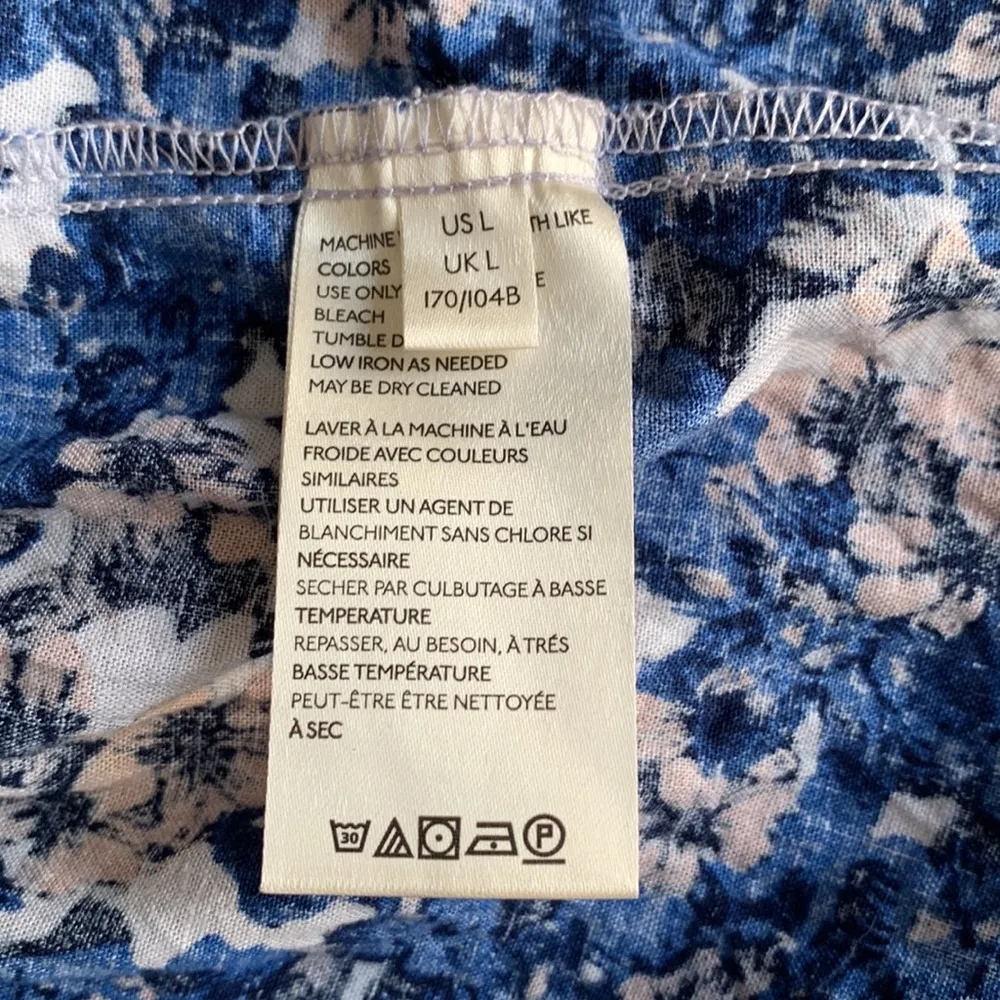 US L
UK L
170/104B
MACHINE TH LIKE
COLORS
USE ONLY E
BLEACH
TUMBLE D
LOW IRON AS NEEDED
MAY BE DRY CLEANED
LAVER À LA MACHINE À L'EAU
FROIDE AVEC COULEURS
SIMILAIRES
UTILISER UN AGENT DE
BLANCHIMENT SANS CHLORE SI
NÉCESSAIRE
SECHER PAR CULBUTAGE À BASSE
TEMPERATURE
REPASSER, AU BESOIN, À TRÉS
BASSE TEMPÉRATURE
PEUT-ÊTRE ÊTRE NETTOYÉE
À SEC
30 P